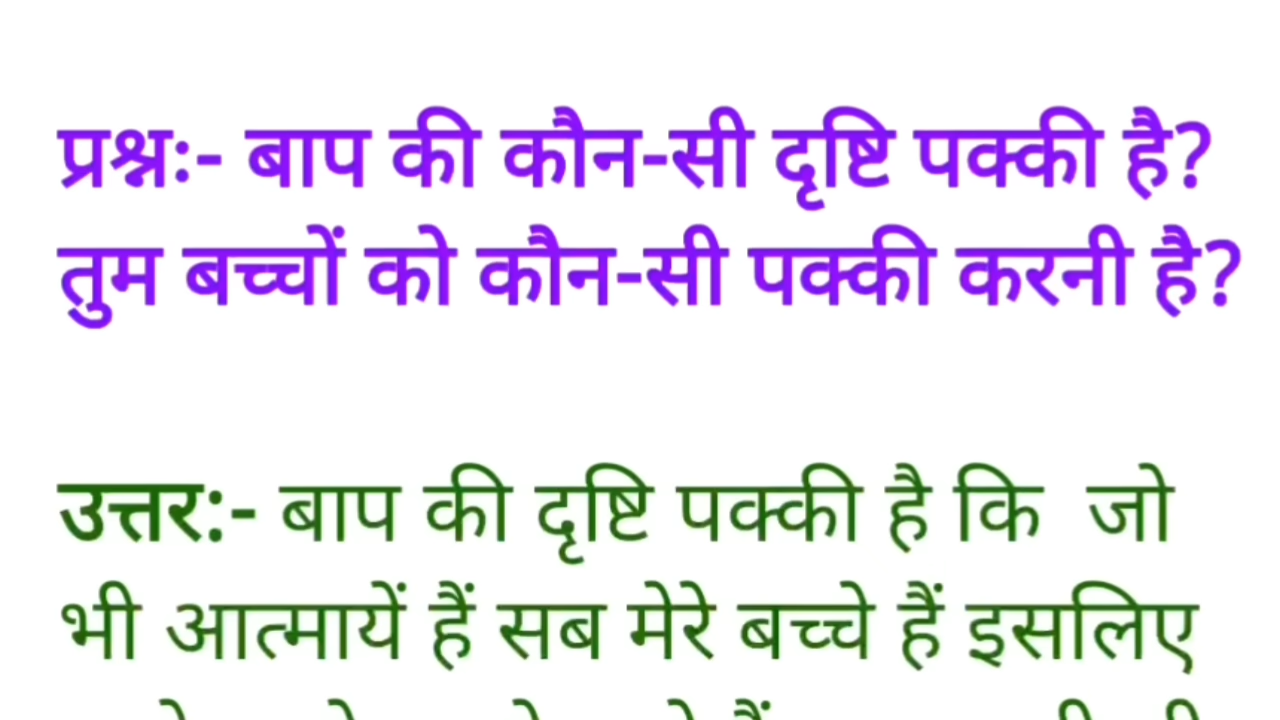 प्रश्नः- बाप की कौन-सी दृष्टि पक्की है?
तुम बच्चों को कौन-सी पक्की करनी है?
उत्तर:- बाप की दृष्टि पक्की है कि जो
भी आत्मायें हैं सब मेरे बच्चे हैं इसलिए